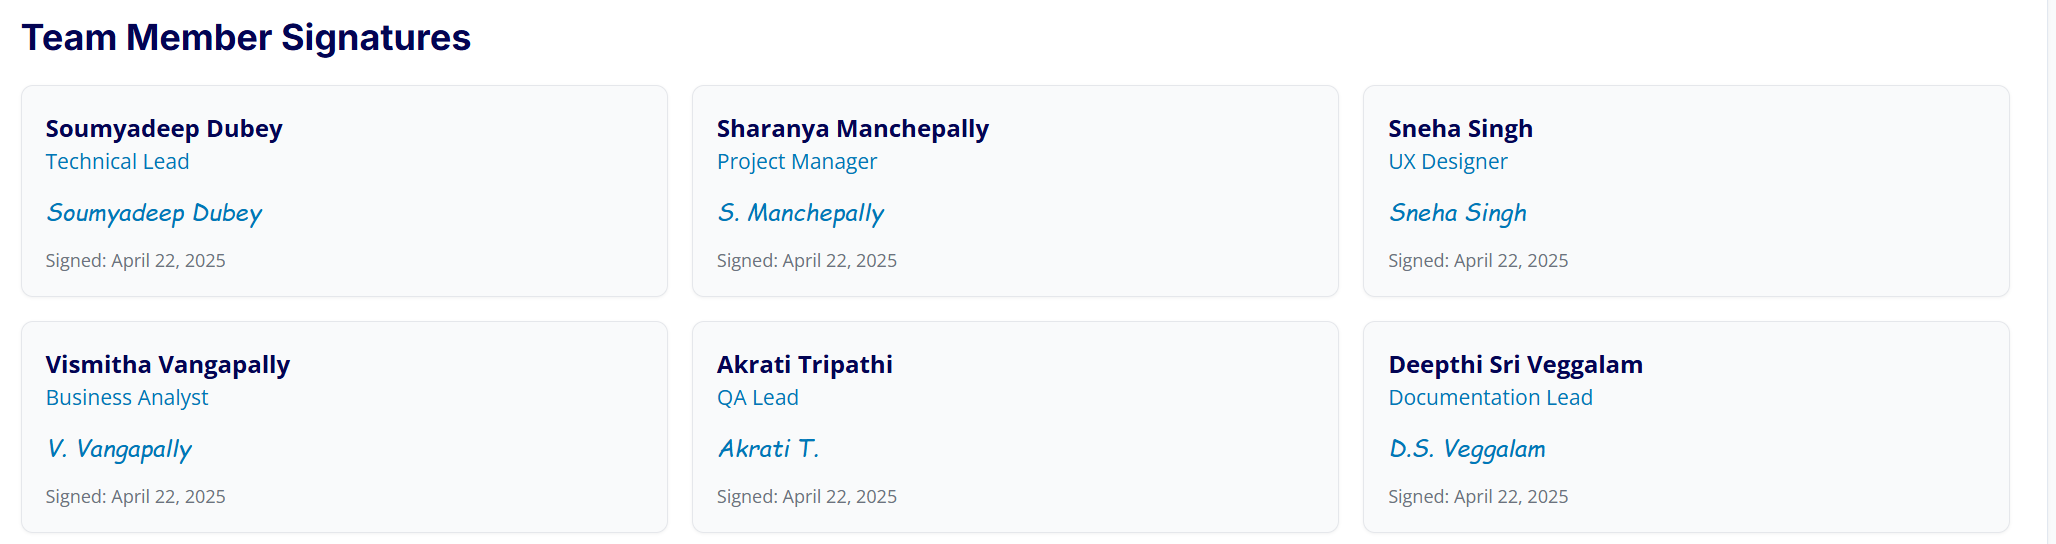 Team Member Signatures
Soumyadeep Dubey
Technical Lead
Soumyadeep Dubey
Signed: April 22, 2025
Sharanya Manchepally
Project Manager
S. Manchepally
Signed: April 22, 2025
Sneha Singh
UX Designer
Sneha Singh
Signed: April 22, 2025
Vismitha Vangapally
Business Analyst
V. Vangapally
Signed: April 22, 2025
Akrati Tripathi
QA Lead
Akrati T.
Signed: April 22, 2025
Deepthi Sri Veggalam
Documentation Lead
D.S. Veggalam
Signed: April 22, 2025